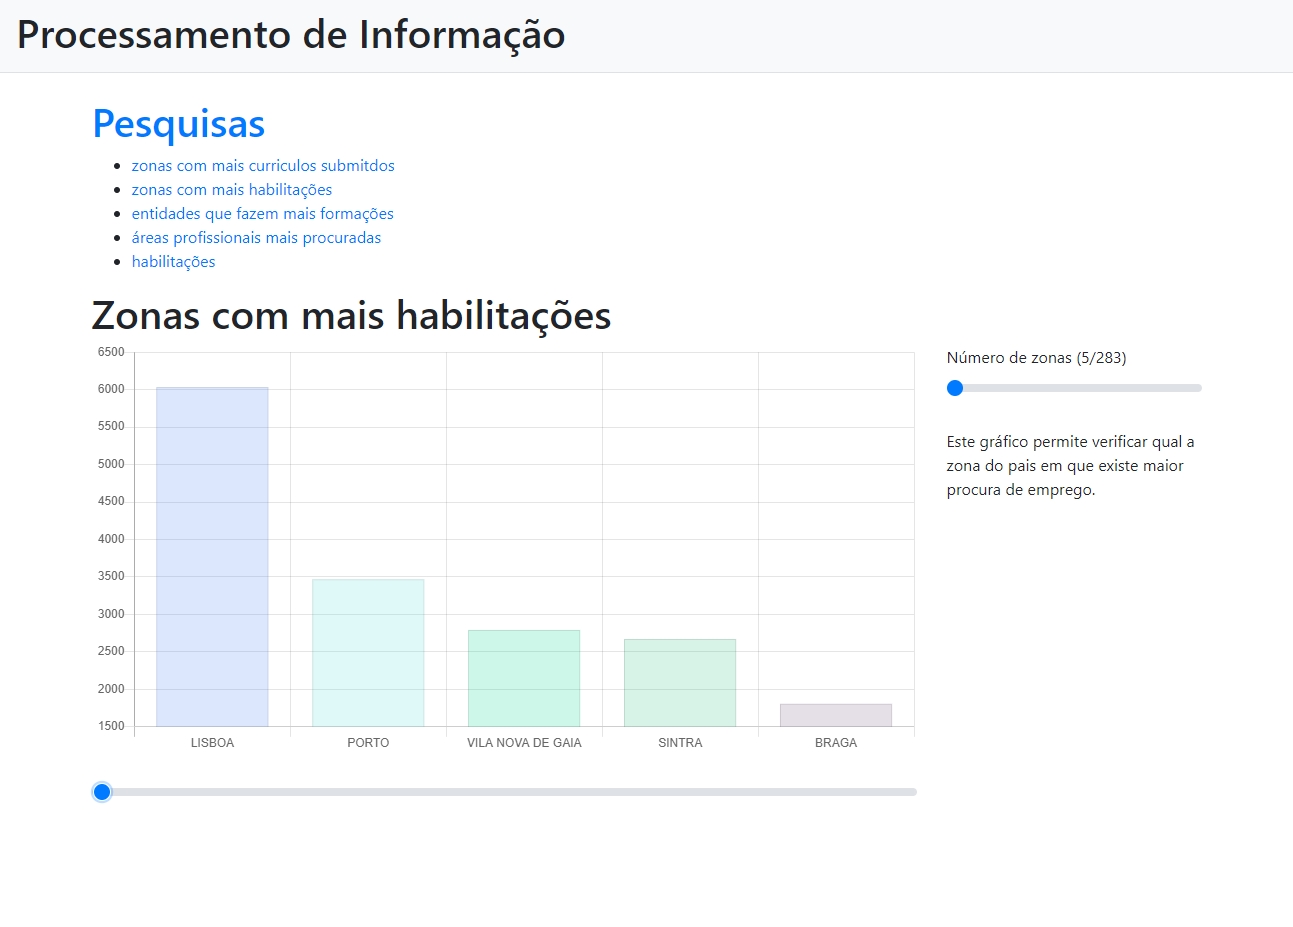 Processamento de Informação
Pesquisas
zonas com mais curriculos submitdos
zonas com mais habilitações
entidades que fazem mais formações
áreas profissionais mais procuradas
habilitações
Zonas com mais habilitações
6500
6000
5500
5000
4500
4000
3500
3000
2500
2000
1500
LISBOA PORTO VILA NOVA DE GAIA SINTRA BRAGA
Número de zonas (5/283)
Este gráfico permite verificar qual a
zona do pais em que existe maior
procura de emprego.